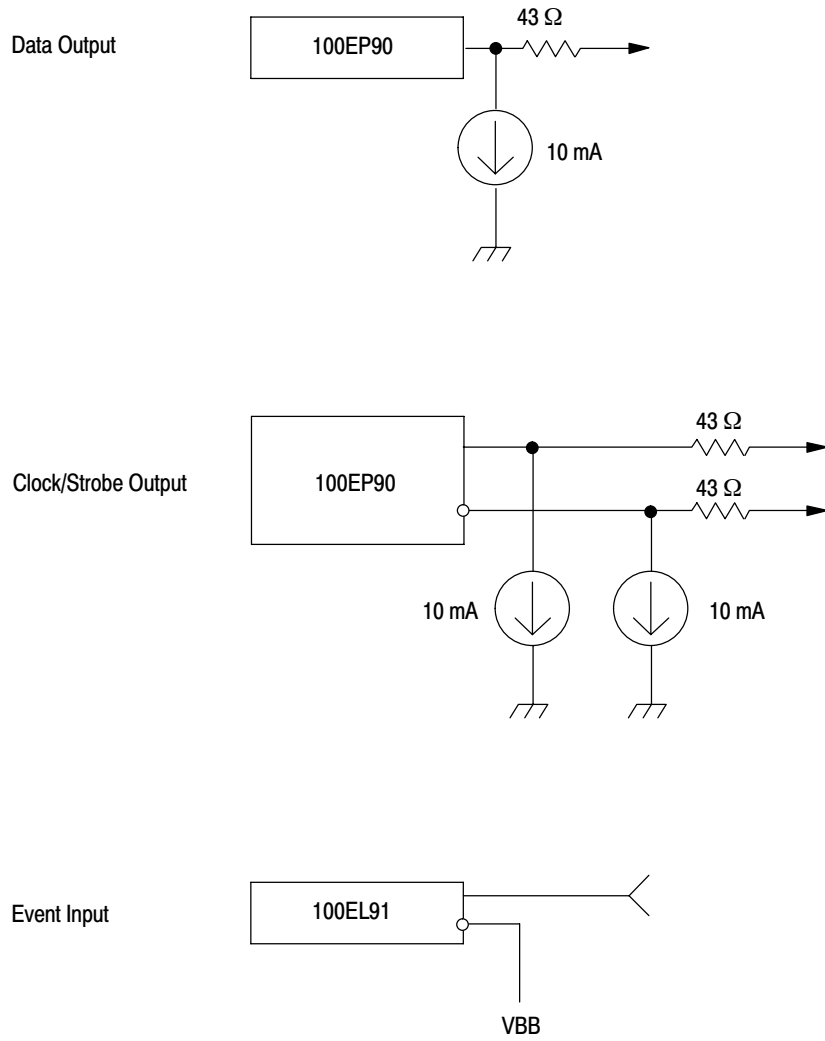 43 Ω
Data Output
100EP90
10 mA
43 Ω
43 Ω
Clock/Strobe Output
100EP90
10 mA
10 mA
Event Input
100EL91
VBB